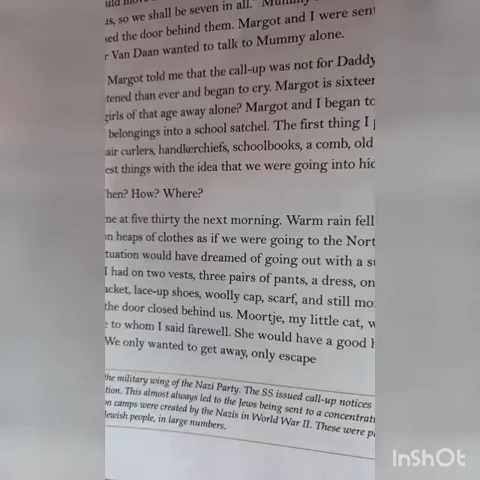 us, so we shall be seven in all." Mummy
sed the door behind them. Margot and I were sent
r Van Daan wanted to talk to Mummy alone.
Margot told me that the call-up was not for Daddy
tened than ever and began to cry. Margot is sixteen
girls of that age away alone? Margot and I began to
belongings into a school satchel. The first thing I
air curlers, handkerchiefs, schoolbooks, a comb, old
est things with the idea that we were going into hid
hen? How? Where?
me at five thirty the next morning. Warm rain fell
on heaps of clothes as if we were going to the Nort
tuation would have dreamed of going out with a su
I had on two vests, three pairs of pants, a dress, on
acket, lace-up shoes, woolly cap, scarf, and still mo
the door closed behind us. Moortje, my little cat, w
e to whom I said farewell. She would have a good h
We only wanted to get away, only escape
the military wing of the Nazi Party. The SS issued call-up notices
tion. This almost always led to the Jews being sent to a concentrati
on camps were created by the Nazis in World War II. These were p
Jewish people, in large numbers.
InShOt